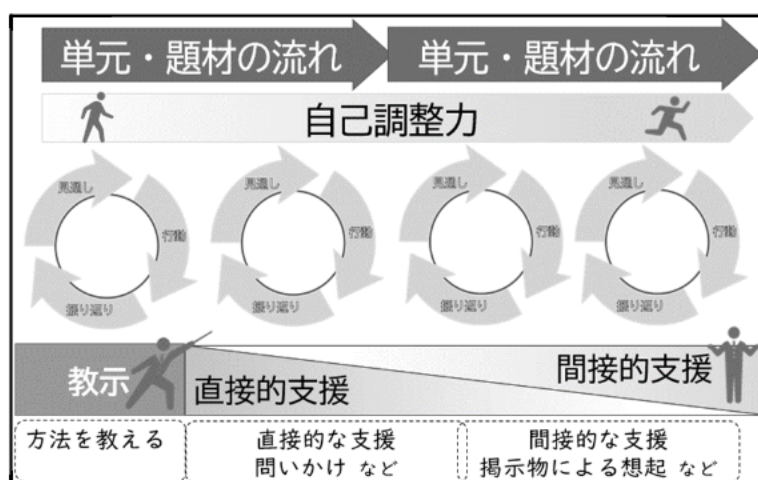 単元・題材の流れ 単元・題材の流れ
自己調整力
見通し 見通し 見通し 見通し
行動 行動 行動 行動
振り返り 振り返り 振り返り 振り返り
教示 直接的支援 間接的支援
方法を教える 直接的な支援 間接的な支援
問いかけ など 掲示物による想起 など